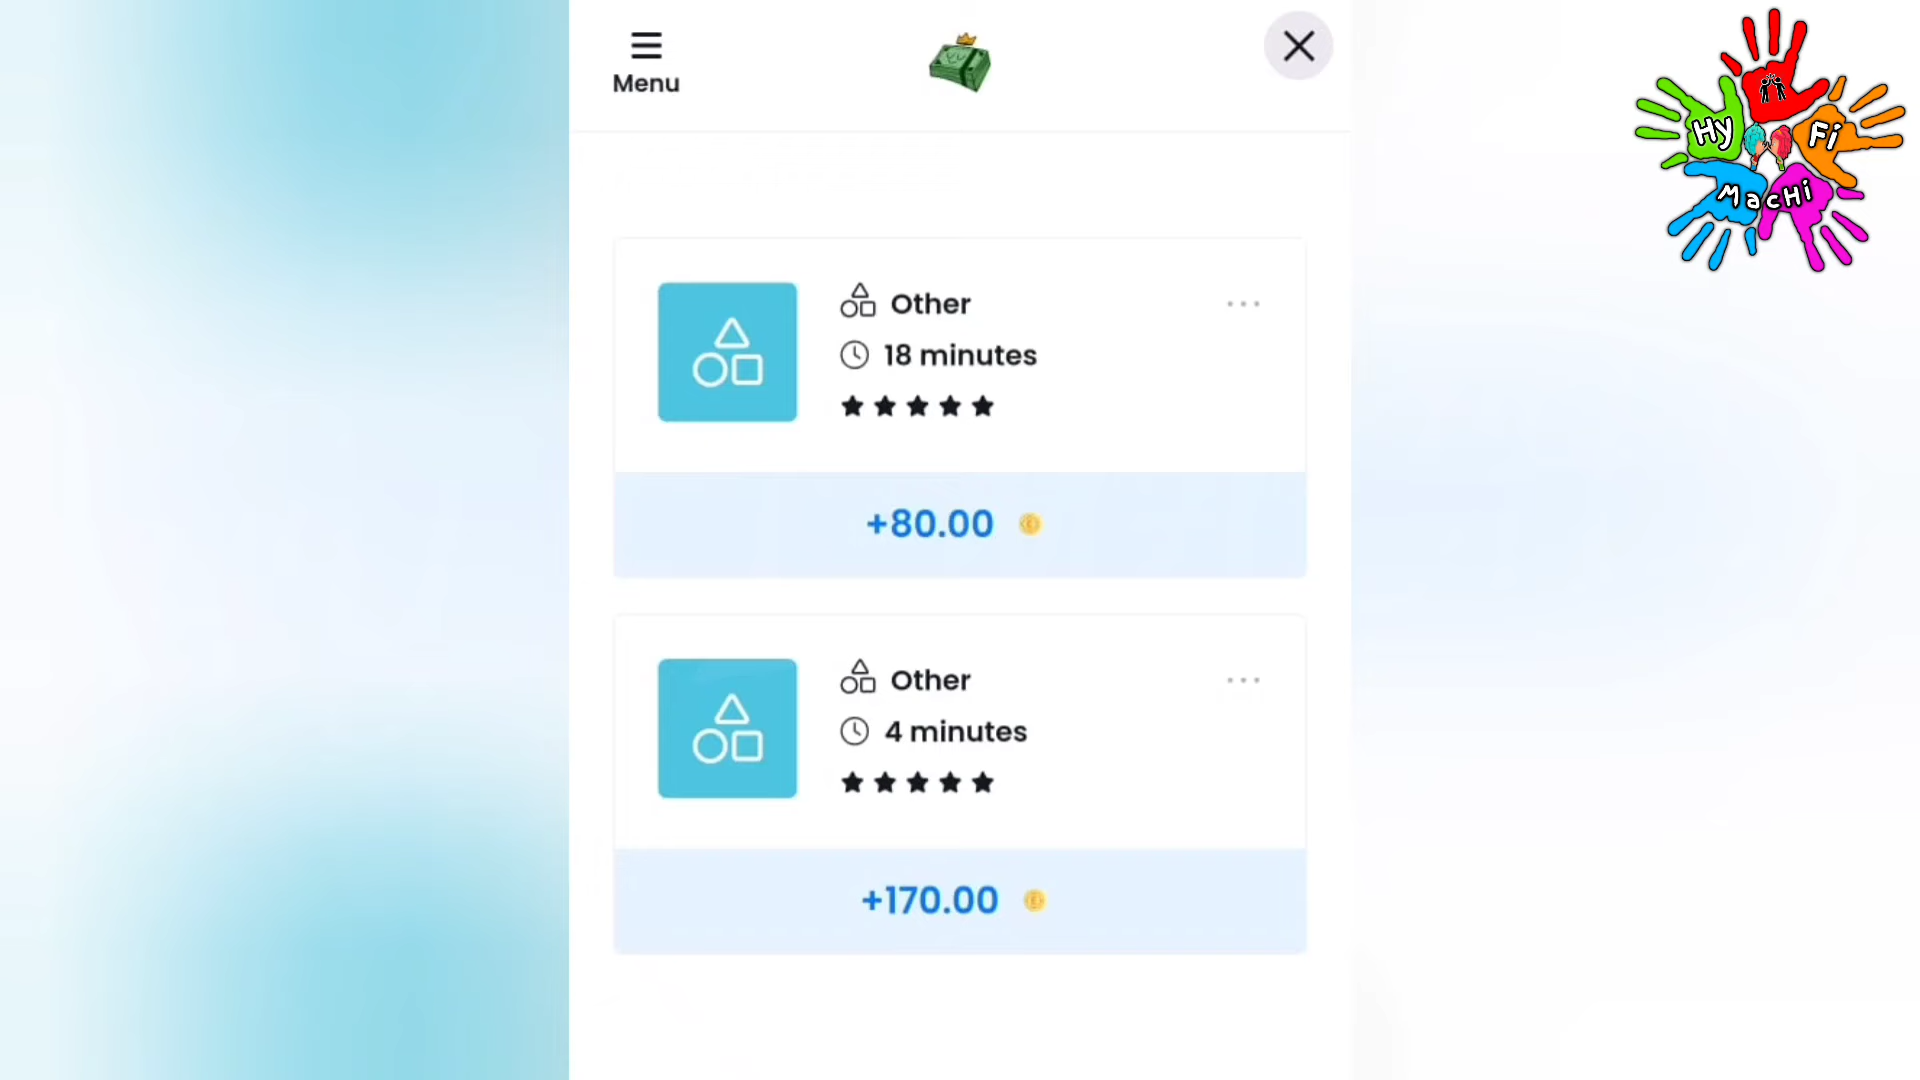 Menu
Other
18 minutes
+80.00
Other
4 minutes
+170.00
Hy
Fi
MacHi